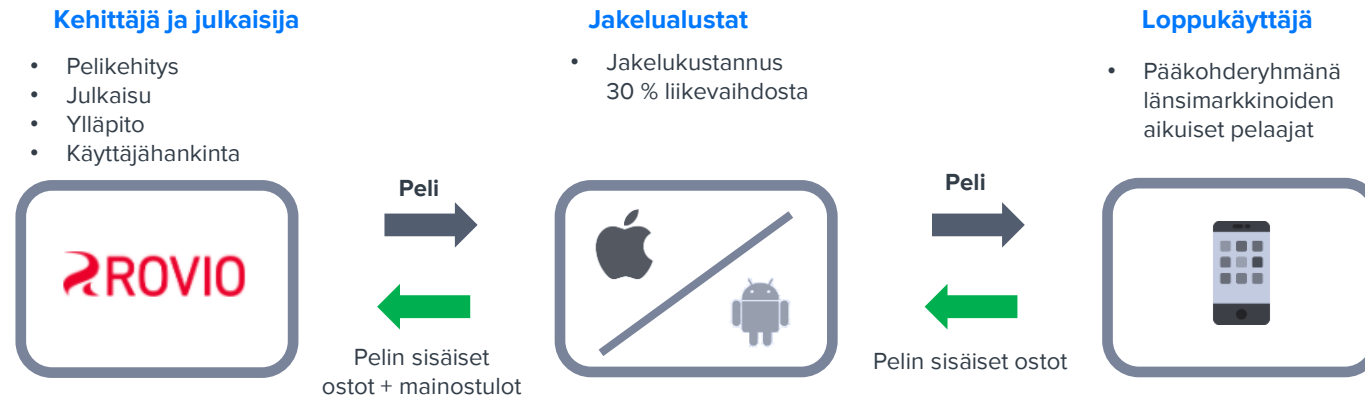 Kehittäjä ja julkaisija
• Pelikehitys
• Julkaisu
• Ylläpito
• Käyttäjähankinta
ROVIO
Peli
Pelin sisäiset
ostot + mainostulot
Jakelualustat
• Jakelukustannus
30 % liikevaihdosta
Peli
Pelin sisäiset ostot
Loppukäyttäjä
• Pääkohderyhmänä
länsimarkkinoiden
aikuiset pelaajat